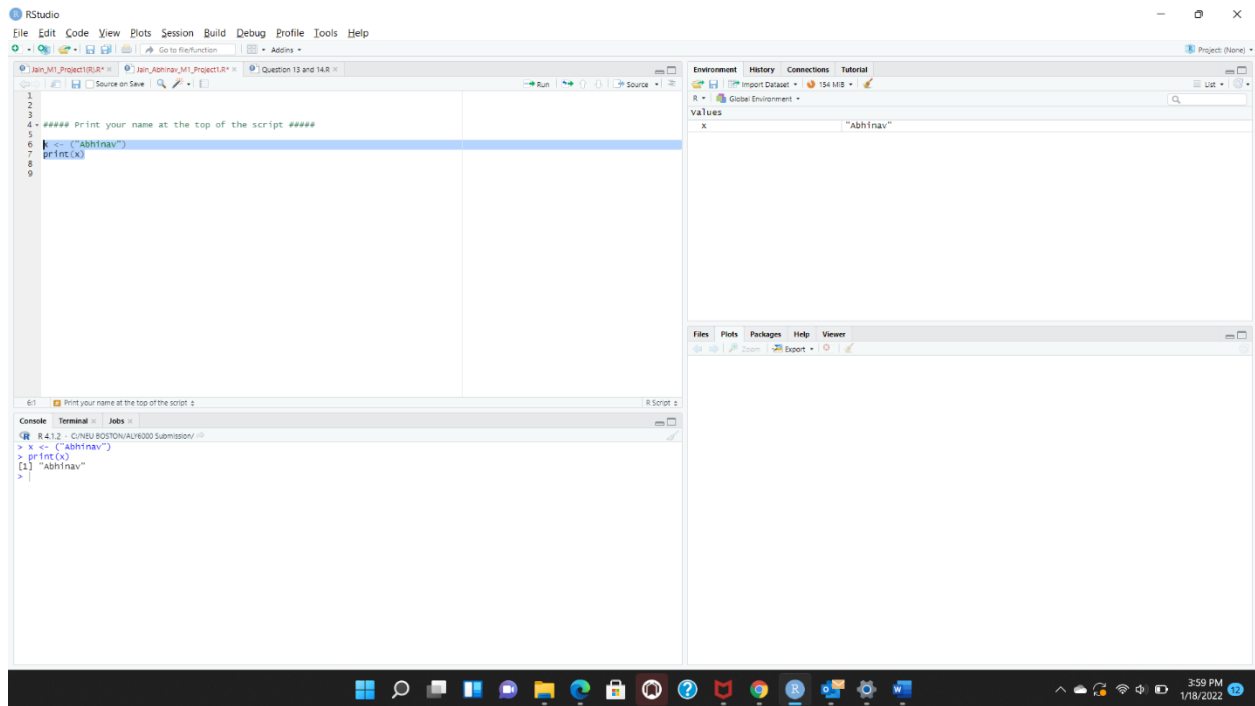 RStudio
File Edit Code View Plots Session Build Debug Profile Tools Help
Go to file/function Addins Project: (None)
Jain_M1_Project1(R).R* Jain_Abhinav_M1_Project1.R* Question 13 and 14.R
Source on Save Run Source
1
2
3
4 ##### Print your name at the top of the script #####
5
6 x <- ("Abhinav")
7 print(x)
8
9
6:1 Print your name at the top of the script R Script
Console Terminal Jobs
R 4.1.2 · C:/NEU BOSTON/ALY6000 Submission/
> x <- ("Abhinav")
> print(x)
[1] "Abhinav"
>
Environment History Connections Tutorial
Import Dataset 154 MiB List
R Global Environment
values
x "Abhinav"
Files Plots Packages Help Viewer
Zoom Export
3:59 PM
1/18/2022 12